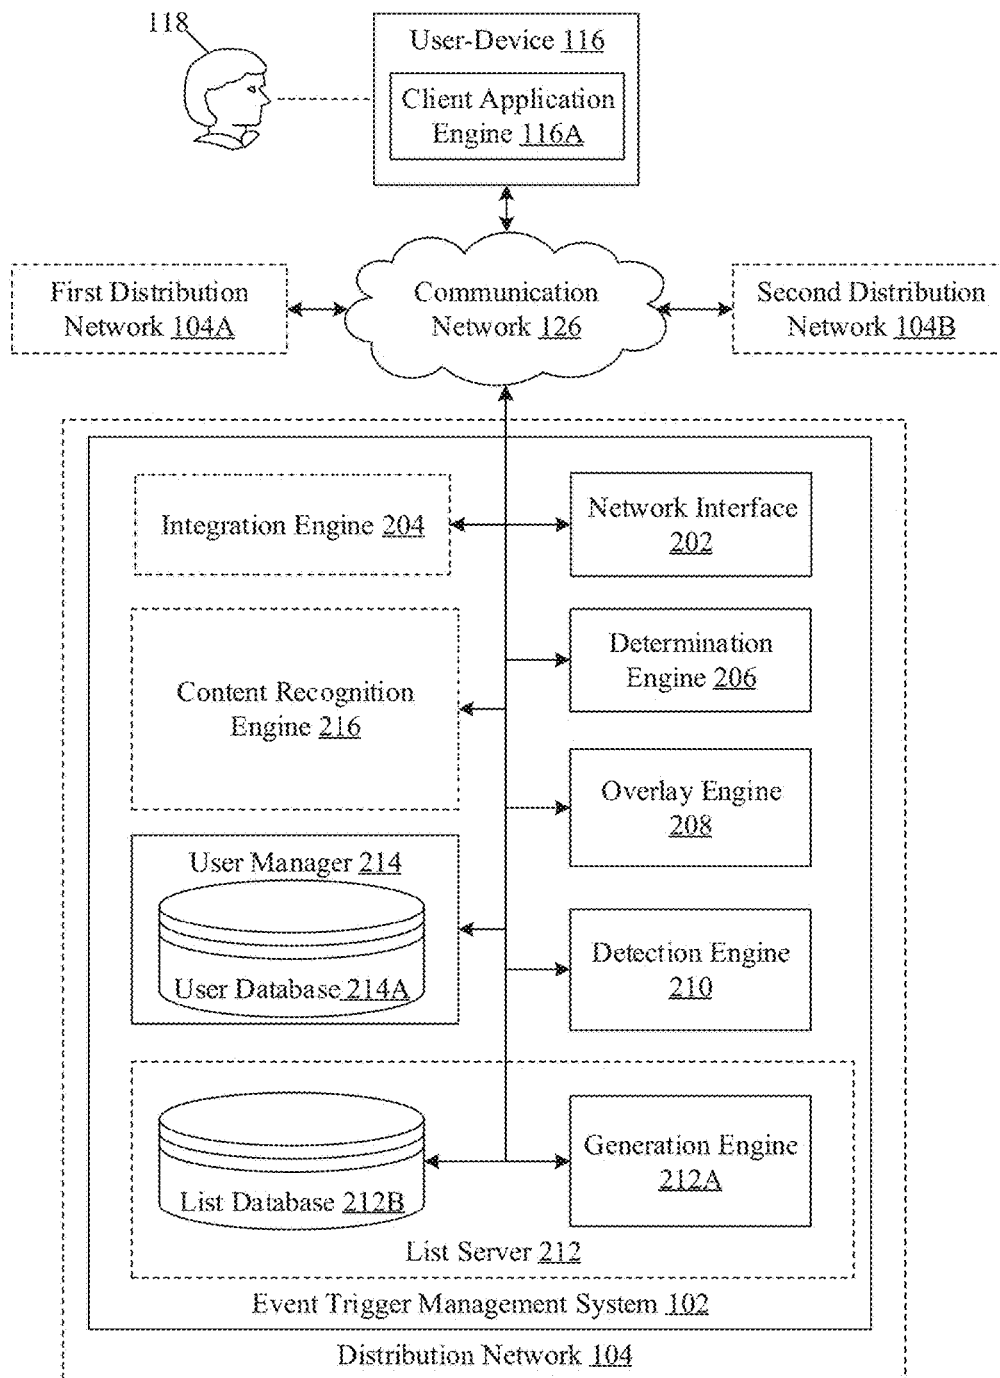 118
User-Device 116
Client Application
Engine 116A
First Distribution
Network 104A
Communication
Network 126
Second Distribution
Network 104B
Integration Engine 204
Network Interface
202
Content Recognition
Engine 216
Determination
Engine 206
Overlay Engine
208
User Manager 214
User Database 214A
Detection Engine
210
List Database 212B
Generation Engine
212A
List Server 212
Event Trigger Management System 102
Distribution Network 104